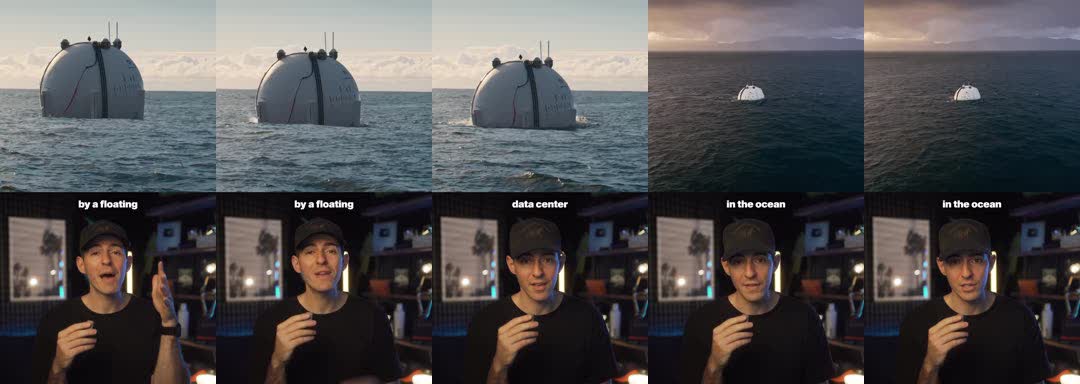 by a floating
by a floating
data center
in the ocean
in the ocean